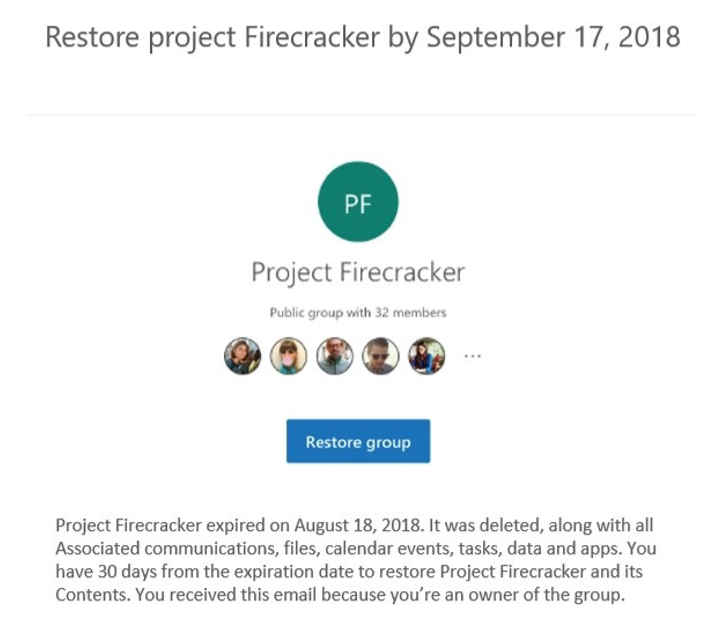 Restore project Firecracker by September 17, 2018
PF
Project Firecracker
Public group with 32 members
...
Restore group
Project Firecracker expired on August 18, 2018. It was deleted, along with all
Associated communications, files, calendar events, tasks, data and apps. You
have 30 days from the expiration date to restore Project Firecracker and its
Contents. You received this email because you’re an owner of the group.